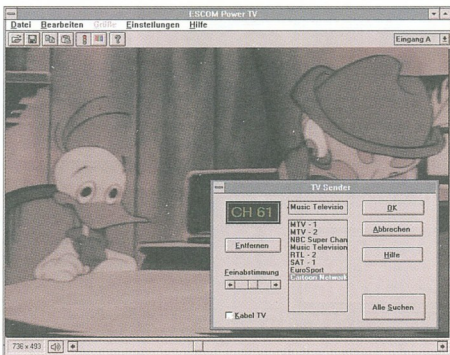 ESCOM Power TV
Datei Bearbeiten Größe Einstellungen Hilfe
Eingang A
TV Sender
CH 61
Music Televisio
OK
MTV - 1
MTV - 2
NBC Super Chan
Music Television
RTL - 2
SAT - 1
EuroSport
Cartoon Network
Abbrechen
Entfernen
Hilfe
Feinabstimmung
Kabel TV
Alle Suchen
736 x 493